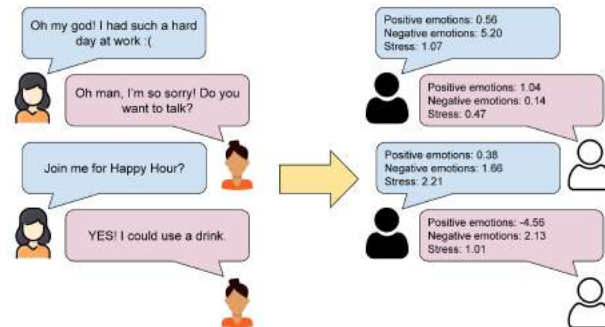 Oh my god! I had such a hard
day at work :(
Oh man, I'm so sorry! Do you
want to talk?
Join me for Happy Hour?
YES! I could use a drink.
Positive emotions: 0.56
Negative emotions: 5.20
Stress: 1.07
Positive emotions: 1.04
Negative emotions: 0.14
Stress: 0.47
Positive emotions: 0.38
Negative emotions: 1.66
Stress: 2.21
Positive emotions: -4.56
Negative emotions: 2.13
Stress: 1.01